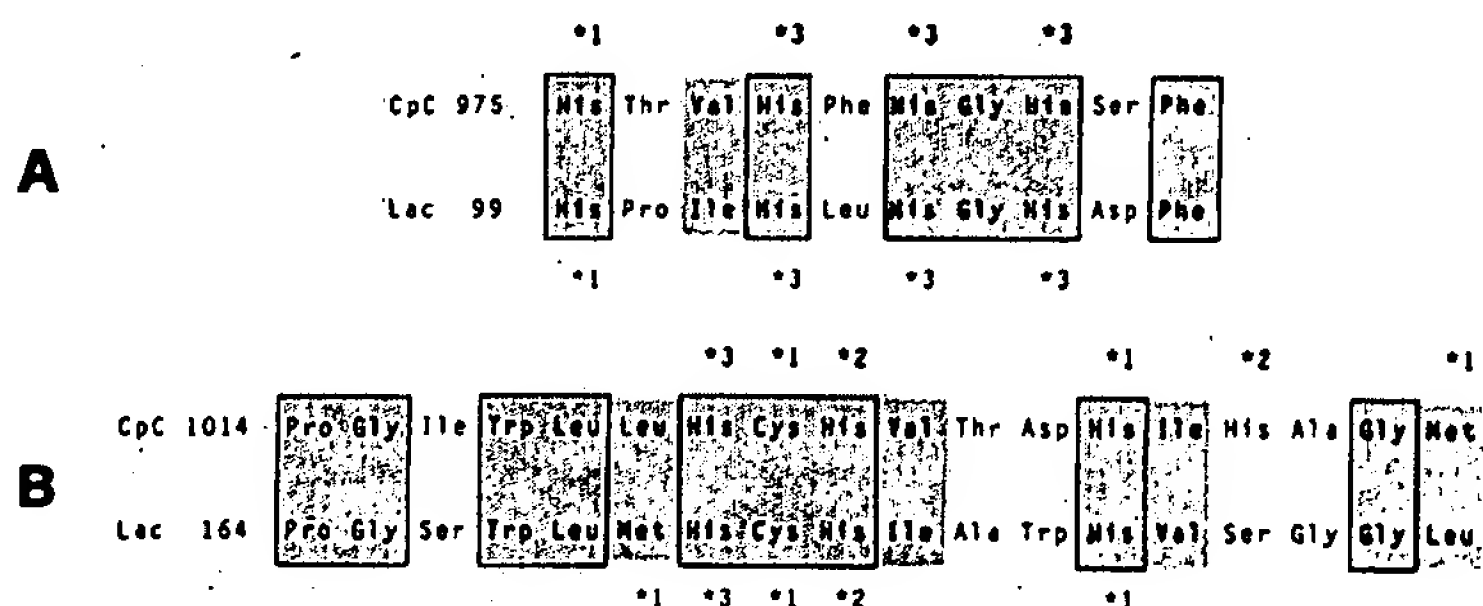 *1 *3 *3 *3
CpC 975 His Thr Val His Phe His Gly His Ser Phe
A
Lac 99 His Pro Ile His Leu His Gly His Asp Phe
*1 *3 *3 *3
*3 *1 *2 *1 *2 *1
CpC 1014 Pro Gly Ile Trp Leu Leu His Cys His Val Thr Asp His Ile His Ala Gly Met
B
Lac 164 Pro Gly Ser Trp Leu Met His Cys His Ile Ala Trp His Val Ser Gly Gly Leu
*1 *3 *1 *2 *1